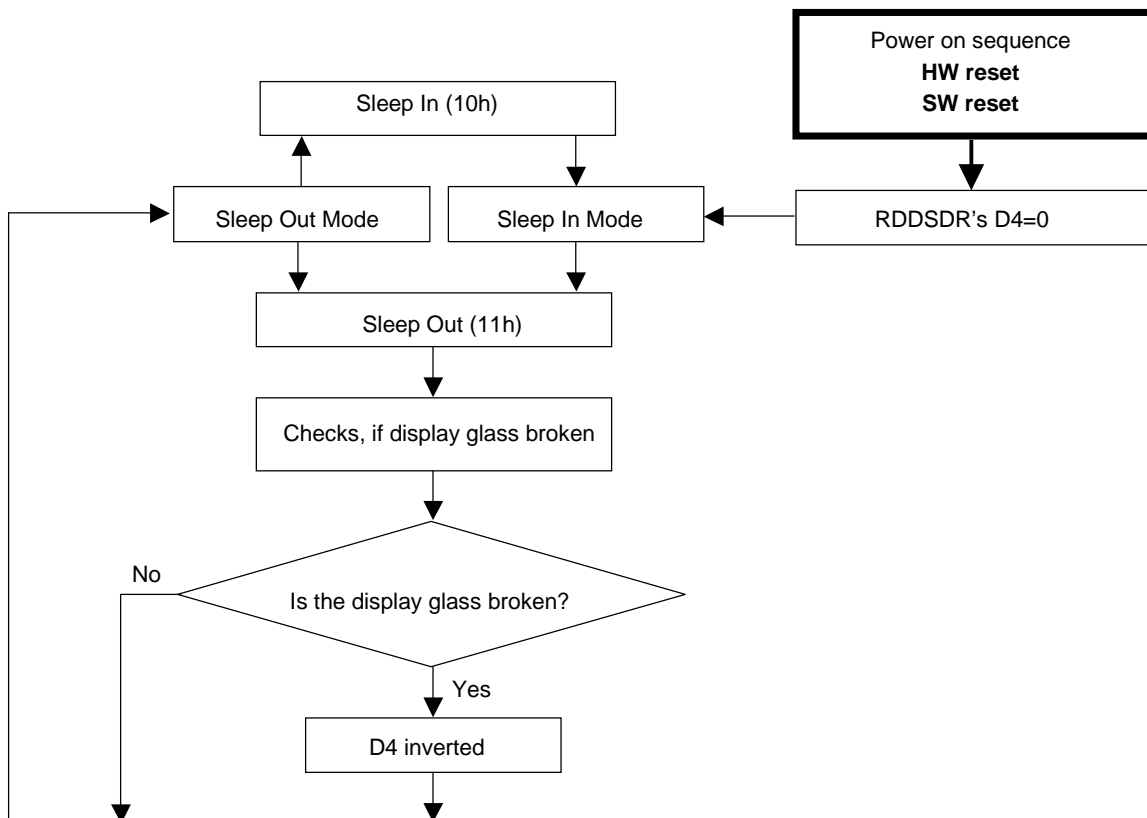 Power on sequence
HW reset
SW reset
Sleep In (10h)
Sleep Out Mode
Sleep In Mode
RDDSDR’s D4=0
Sleep Out (11h)
Checks, if display glass broken
No
Is the display glass broken?
Yes
D4 inverted